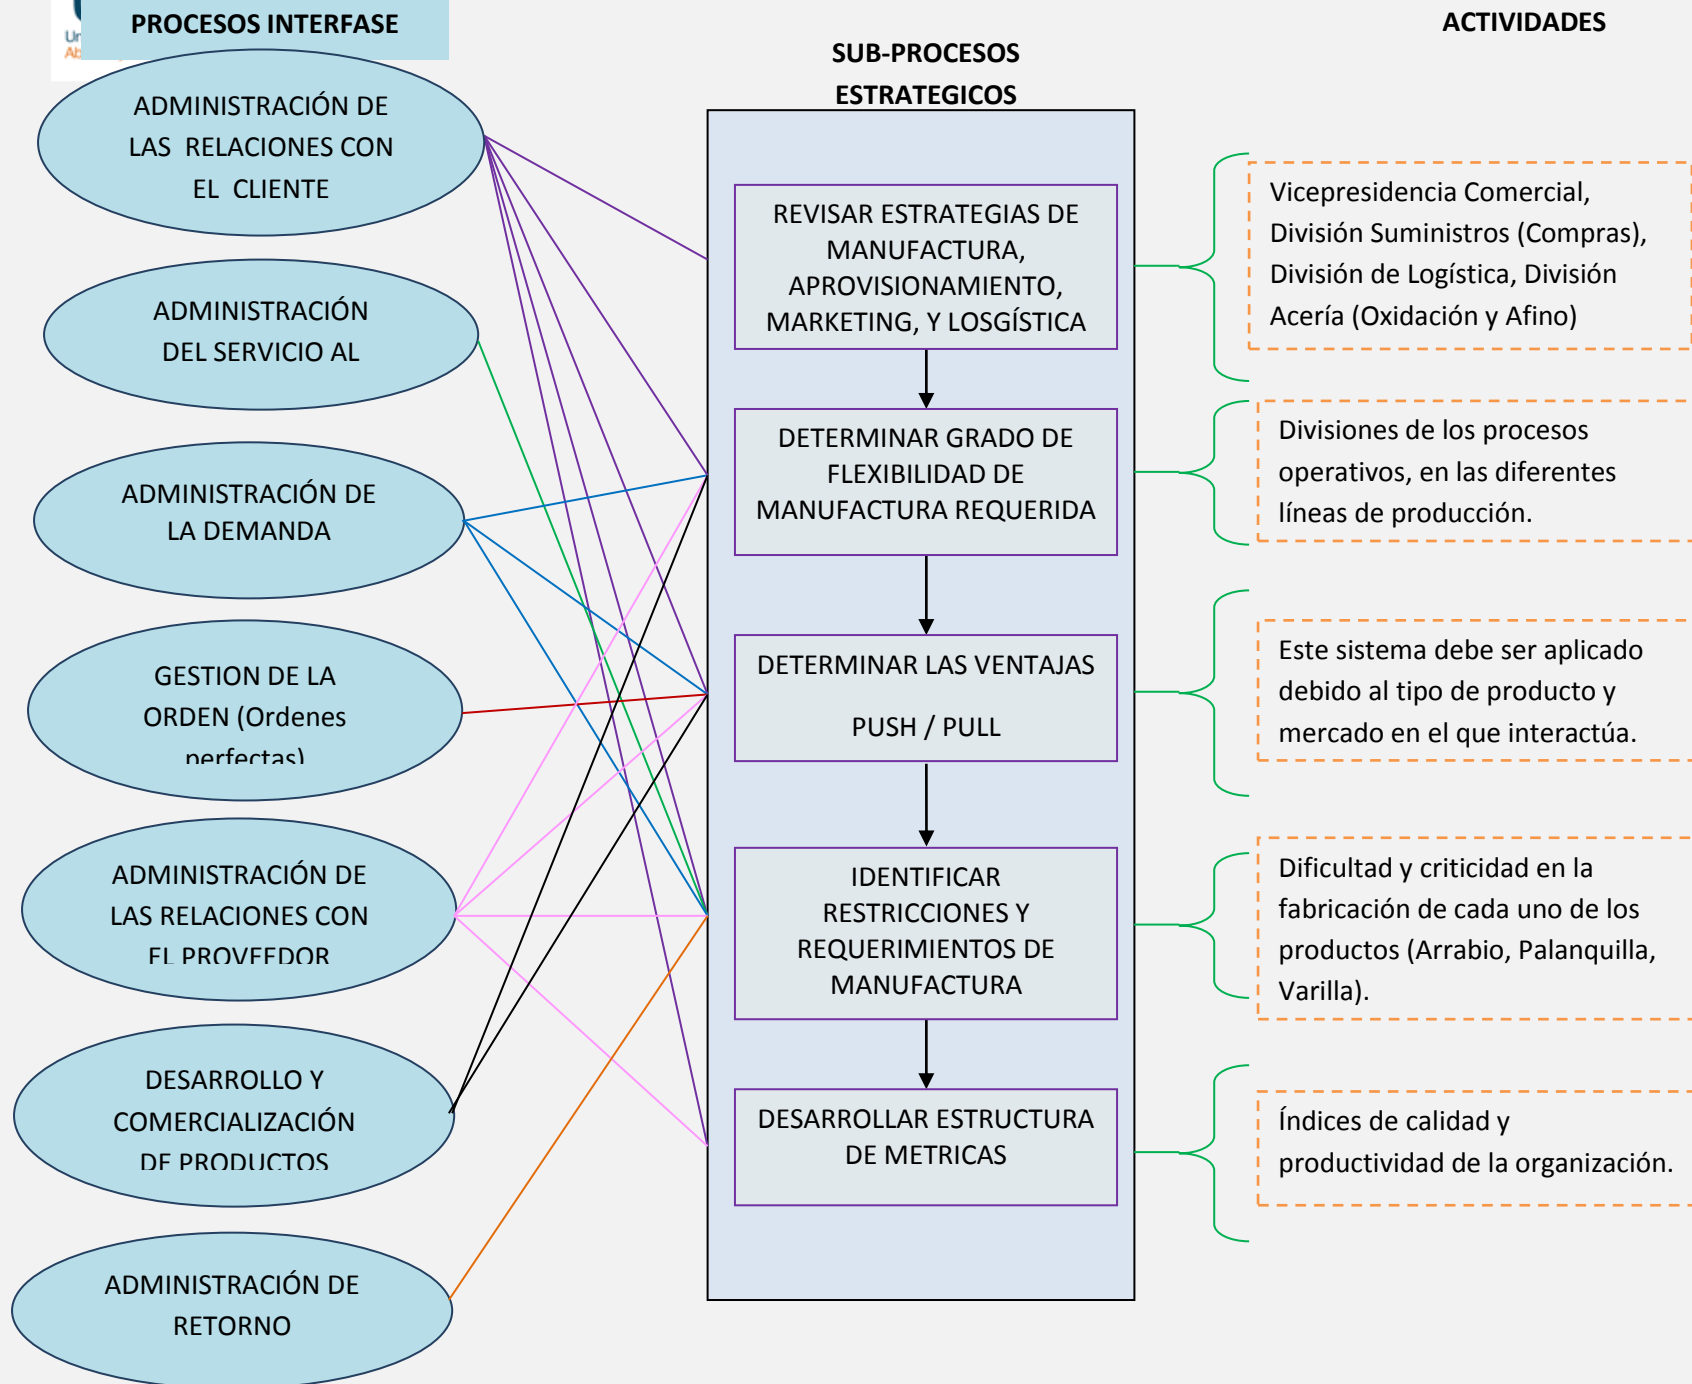 PROCESOS INTERFASE
ADMINISTRACIÓN DE
LAS RELACIONES CON
EL CLIENTE
ADMINISTRACIÓN
DEL SERVICIO AL
ADMINISTRACIÓN DE
LA DEMANDA
GESTION DE LA
ORDEN (Ordenes
perfectas)
ADMINISTRACIÓN DE
LAS RELACIONES CON
EL PROVEEDOR
DESARROLLO Y
COMERCIALIZACIÓN
DE PRODUCTOS
ADMINISTRACIÓN DE
RETORNO
SUB-PROCESOS
ESTRATEGICOS
REVISAR ESTRATEGIAS DE
MANUFACTURA,
APROVISIONAMIENTO,
MARKETING, Y LOSGÍSTICA
DETERMINAR GRADO DE
FLEXIBILIDAD DE
MANUFACTURA REQUERIDA
DETERMINAR LAS VENTAJAS
PUSH / PULL
IDENTIFICAR
RESTRICCIONES Y
REQUERIMIENTOS DE
MANUFACTURA
DESARROLLAR ESTRUCTURA
DE METRICAS
ACTIVIDADES
Vicepresidencia Comercial,
División Suministros (Compras),
División de Logística, División
Acería (Oxidación y Afino)
Divisiones de los procesos
operativos, en las diferentes
líneas de producción.
Este sistema debe ser aplicado
debido al tipo de producto y
mercado en el que interactúa.
Dificultad y criticidad en la
fabricación de cada uno de los
productos (Arrabio, Palanquilla,
Varilla).
Índices de calidad y
productividad de la organización.